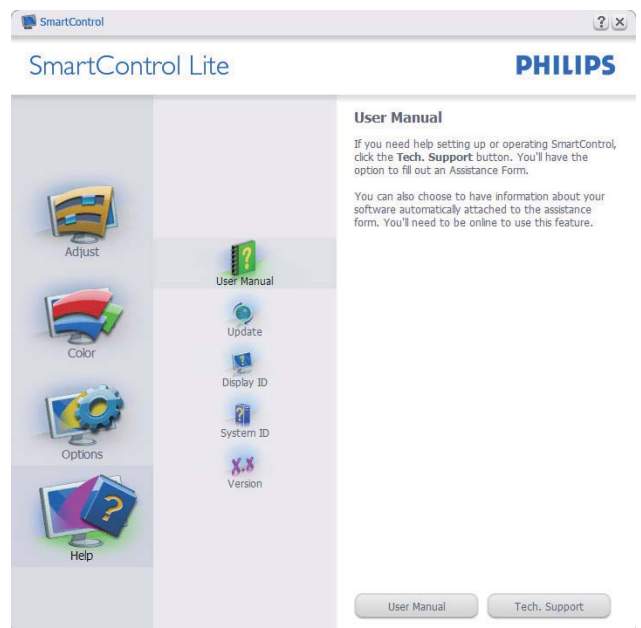 SmartControl
SmartControl Lite
PHILIPS
Adjust
Color
Options
Help
User Manual
Update
Display ID
System ID
X.X
Version
User Manual
If you need help setting up or operating SmartControl,
click the Tech. Support button. You'll have the
option to fill out an Assistance Form.
You can also choose to have information about your
software automatically attached to the assistance
form. You'll need to be online to use this feature.
User Manual
Tech. Support